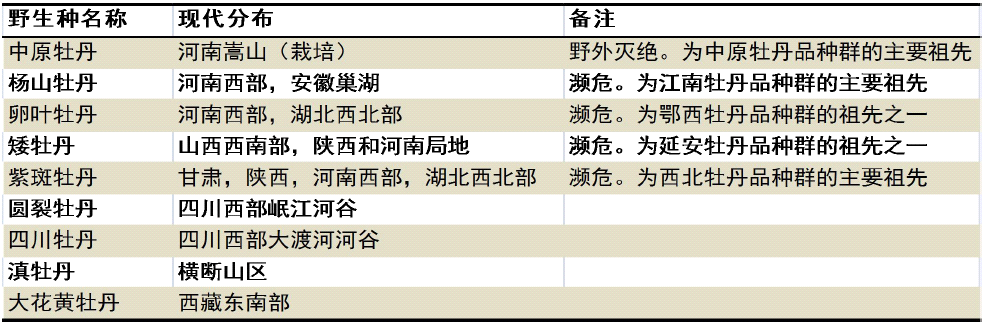 野生种名称 现代分布 备注
中原牡丹 河南嵩山（栽培） 野外灭绝。为中原牡丹品种群的主要祖先
杨山牡丹 河南西部，安徽巢湖 濒危。为江南牡丹品种群的主要祖先
卵叶牡丹 河南西部，湖北西北部 濒危。为鄂西牡丹品种群的祖先之一
矮牡丹 山西西南部，陕西和河南局地 濒危。为延安牡丹品种群的祖先之一
紫斑牡丹 甘肃，陕西，河南西部，湖北西北部 濒危。为西北牡丹品种群的主要祖先
圆裂牡丹 四川西部岷江河谷
四川牡丹 四川西部大渡河河谷
滇牡丹 横断山区
大花黄牡丹 西藏东南部